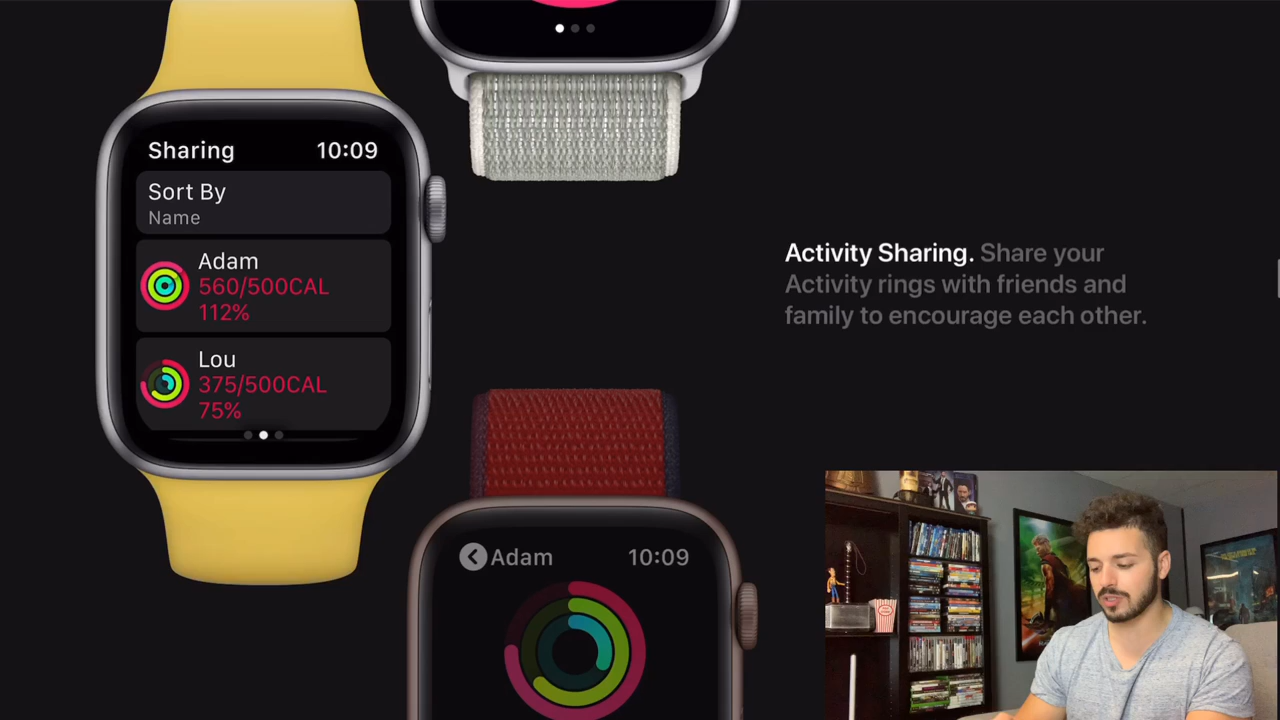 Sharing 10:09
Sort By
Name
Adam
560/500CAL
112%
Lou
375/500CAL
75%
Activity Sharing. Share your
Activity rings with friends and
family to encourage each other.
Adam 10:09